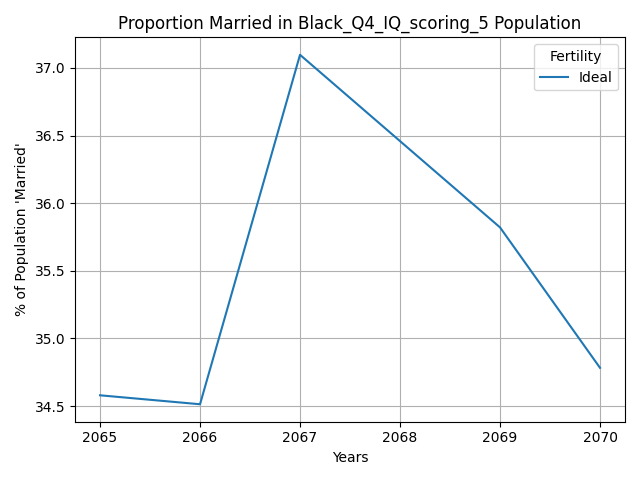 Proportion Married in Black_Q4_IQ_scoring_5 Population
Fertility
Ideal
37.0
36.5
36.0
35.5
35.0
34.5
% of Population 'Married'
2065 2066 2067 2068 2069 2070
Years